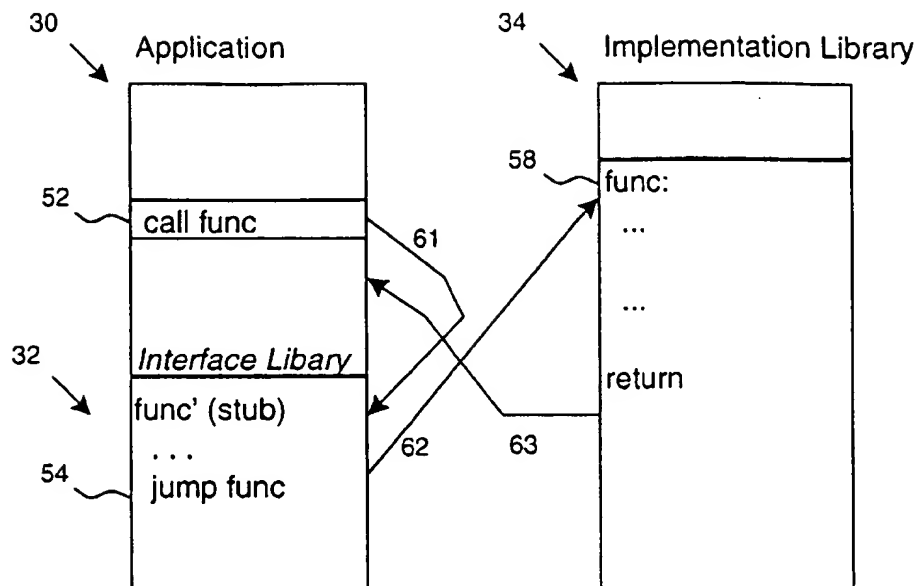 30
Application
34
Implementation Library
52
call func
61
58
func:
...
...
32
Interface Libary
func' (stub)
...
54
jump func
62
63
return